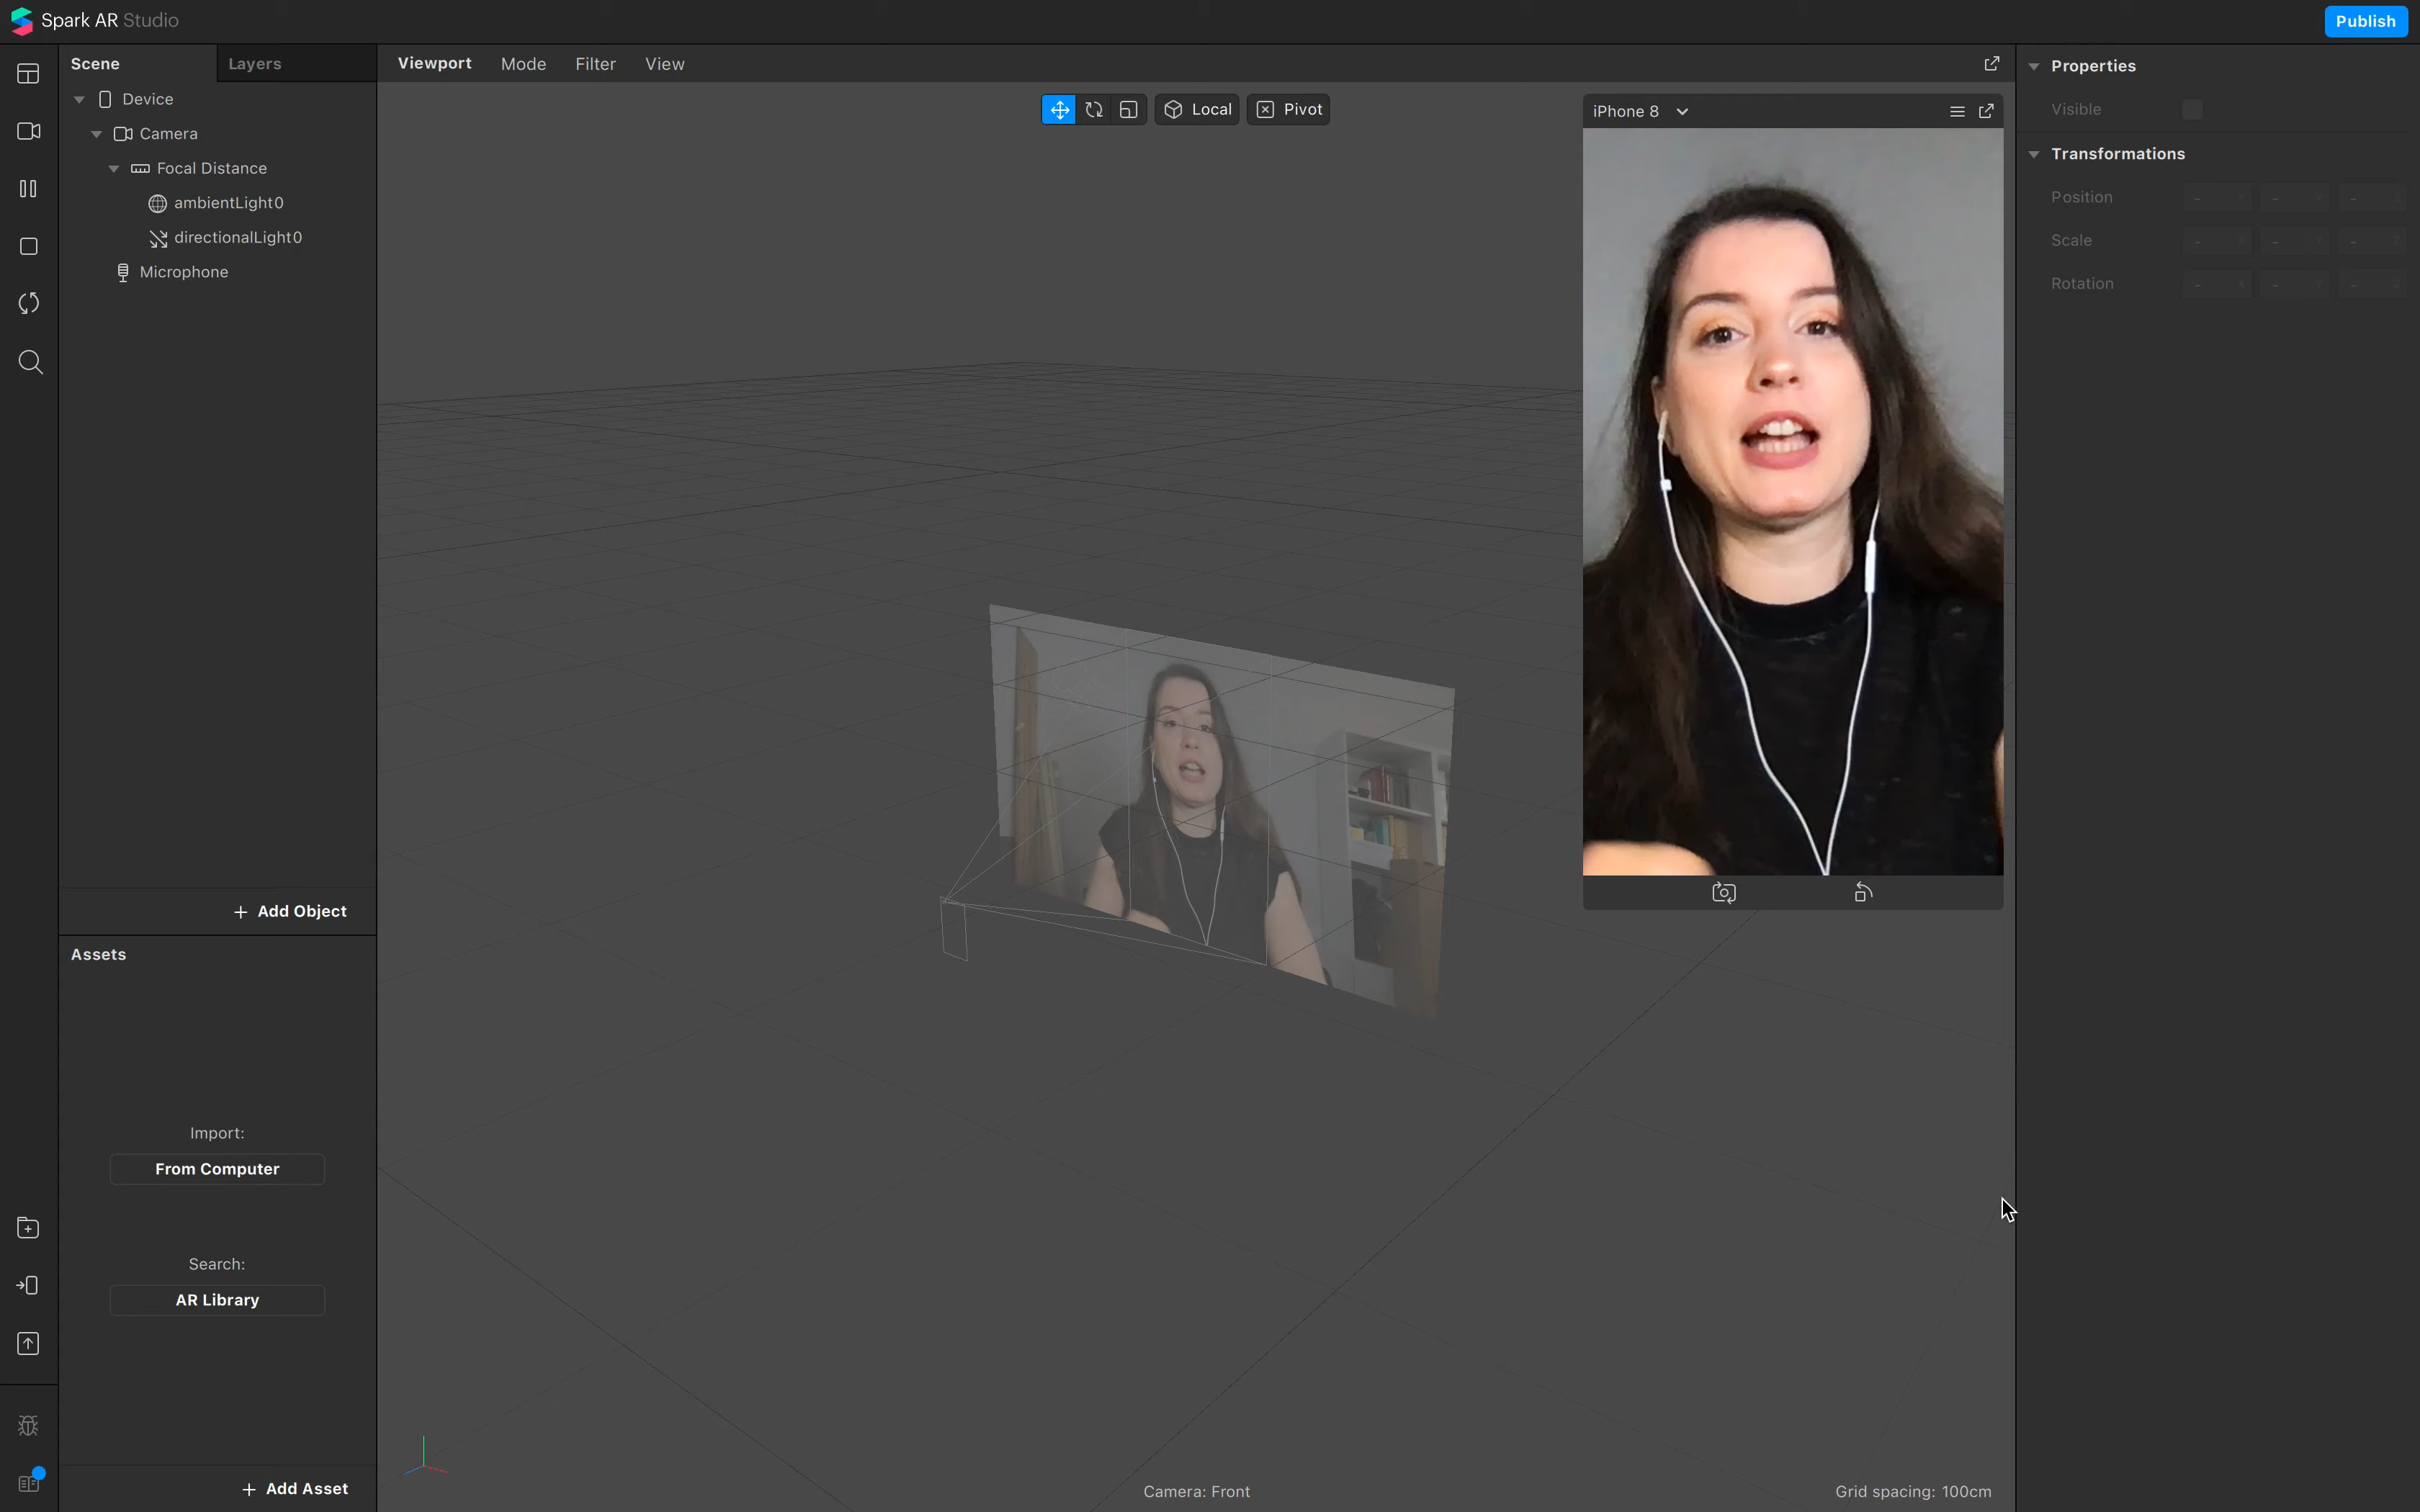 Spark AR Studio
Publish
Scene
Layers
Device
Camera
Focal Distance
ambientLight0
directionalLight0
Microphone
+ Add Object
Assets
Import:
From Computer
Search:
AR Library
+ Add Asset
Viewport Mode Filter View
Local Pivot
iPhone 8
Camera: Front
Grid spacing: 100cm
Properties
Visible
Transformations
Position - - -
Scale - - -
Rotation - - -